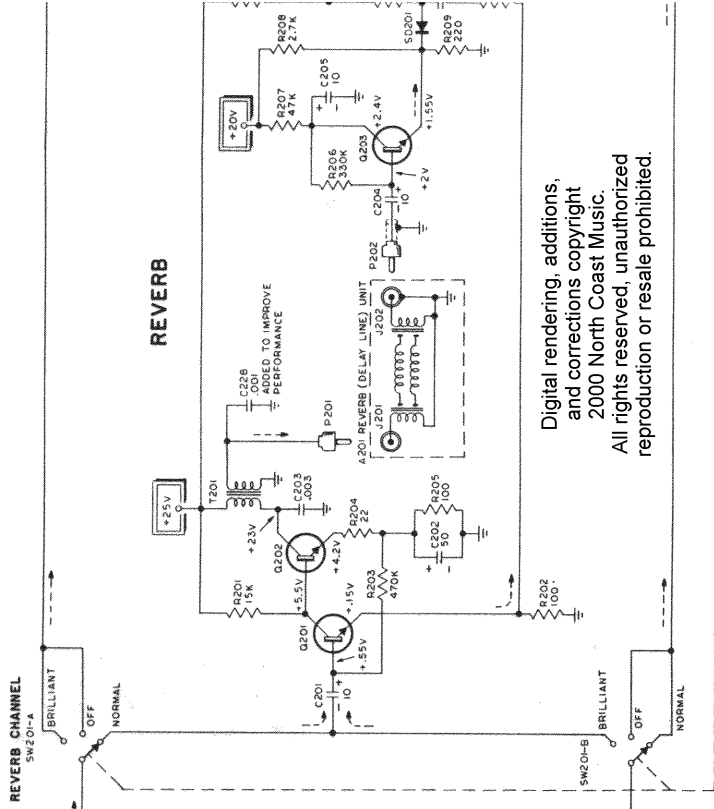 REVERB CHANNEL
SW201-A
BRILLIANT
OFF
NORMAL
REVERB
R208
2.7K
SD201
R209
220
C205
10
+
-
+20V
R207
47K
+2.4V
+1.55V
Q203
R206
330K
+2V
C204
+
-
10
P202
C228
.001
ADDED TO IMPROVE
PERFORMANCE
P201
A201 REVERB (DELAY LINE) UNIT
J201
J202
+25V
T201
+23V
C203
.003
Q202
R204
22
+4.2V
R205
100
C202
50
+
-
R201
15K
+5.5V
R203
470K
Q201
+.15V
+.55V
R202
100
C201
+
-
10
SW201-B
BRILLIANT
OFF
NORMAL
Digital rendering, additions,
and corrections copyright
2000 North Coast Music.
All rights reserved, unauthorized
reproduction or resale prohibited.